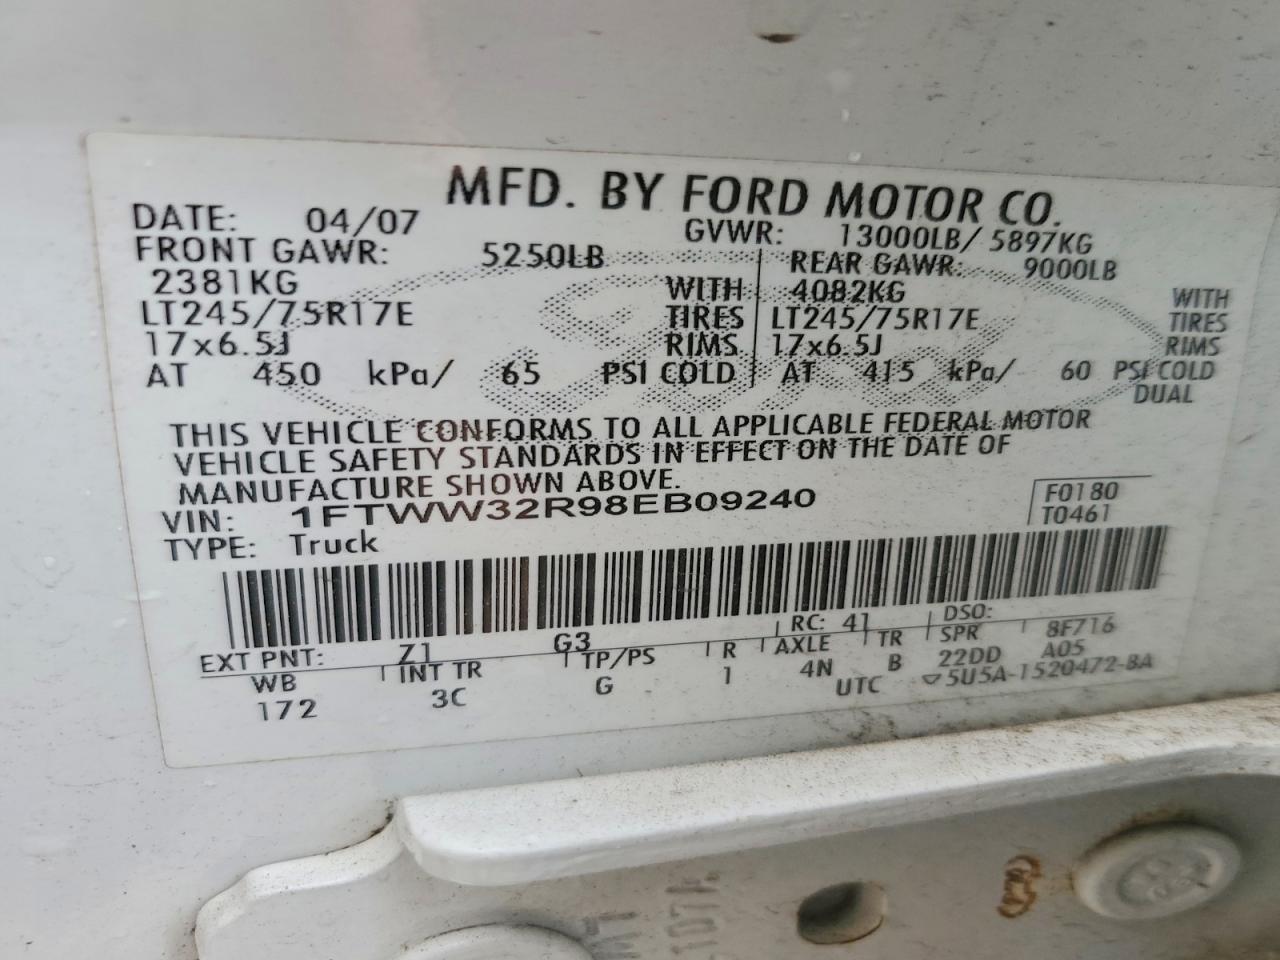 MFD. BY FORD MOTOR CO.
DATE: 04/07 GVWR: 13000LB/ 5897KG
FRONT GAWR: 5250LB REAR GAWR: 9000LB
2381KG WITH 4082KG WITH
LT245/75R17E TIRES LT245/75R17E TIRES
17x6.5J RIMS 17x6.5J RIMS
AT 450 kPa/ 65 PSI COLD AT 415 kPa/ 60 PSI COLD
DUAL
THIS VEHICLE CONFORMS TO ALL APPLICABLE FEDERAL MOTOR
VEHICLE SAFETY STANDARDS IN EFFECT ON THE DATE OF
MANUFACTURE SHOWN ABOVE.
VIN: 1FTWW32R98EB09240 F0180
TYPE: Truck T0461
EXT PNT: Z1 G3 RC: 41 DSO:
WB INT TR TP/PS R AXLE TR SPR 8F716
172 3C G 1 4N B 22DD A05
UTC 5U5A-1520472-BA
107K